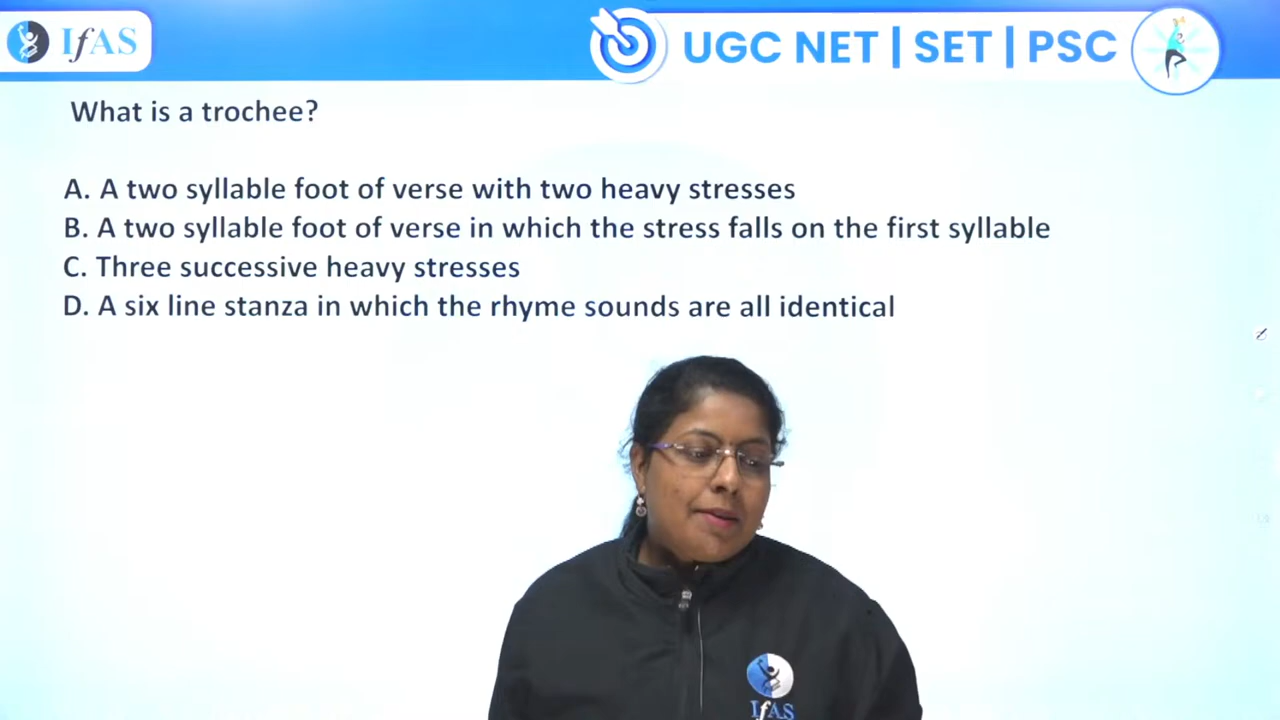 IfAS
UGC NET | SET | PSC
What is a trochee?
A. A two syllable foot of verse with two heavy stresses
B. A two syllable foot of verse in which the stress falls on the first syllable
C. Three successive heavy stresses
D. A six line stanza in which the rhyme sounds are all identical
IfAS